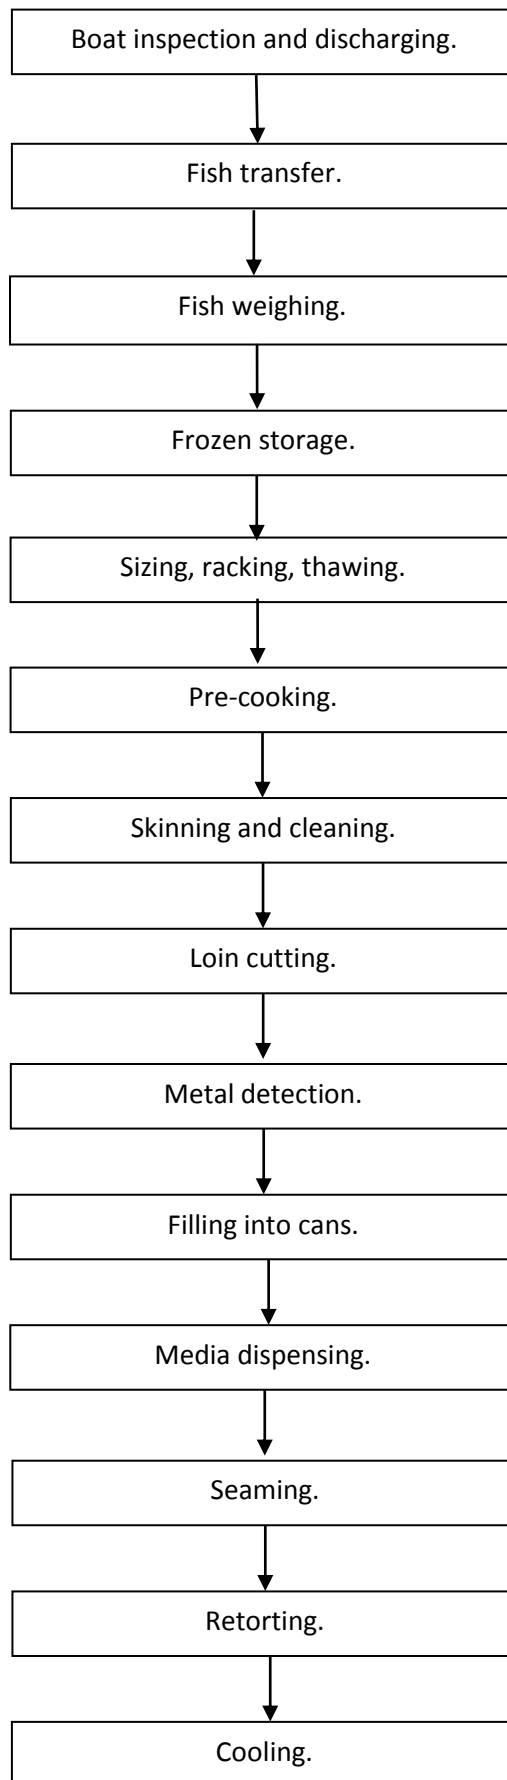 Boat inspection and discharging.
Fish transfer.
Fish weighing.
Frozen storage.
Sizing, racking, thawing.
Pre-cooking.
Skinning and cleaning.
Loin cutting.
Metal detection.
Filling into cans.
Media dispensing.
Seaming.
Retorting.
Cooling.